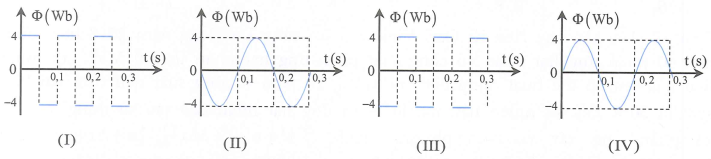 Φ(Wb)
4
0
−4
0,1
0,2
0,3
t(s)
(I)
Φ(Wb)
4
0
−4
0,1
0,2
0,3
t(s)
(II)
Φ(Wb)
4
0
−4
0,1
0,2
0,3
t(s)
(III)
Φ(Wb)
4
0
−4
0,1
0,2
0,3
t(s)
(IV)